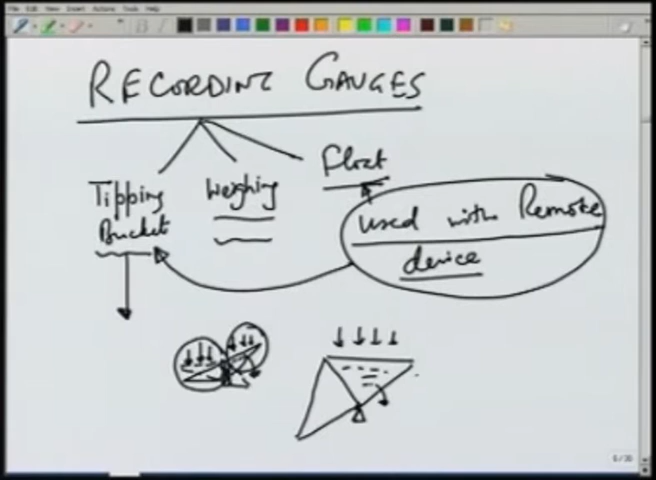 RECORDING GAUGES
Tipping
Bucket
Weighing
Float
used with Remote
device